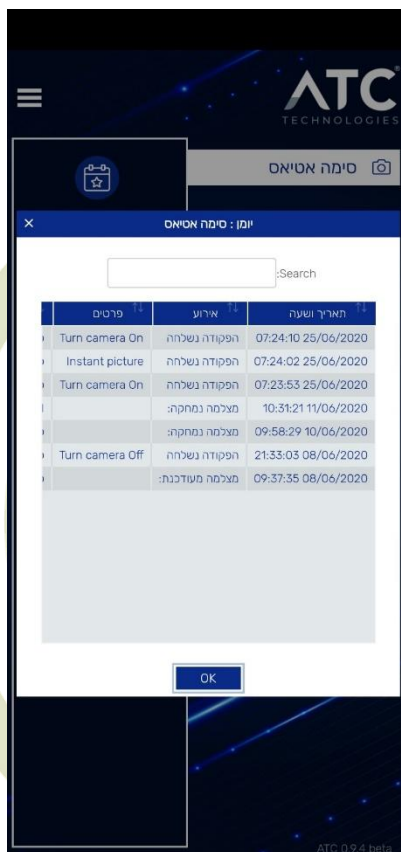 ATC
TECHNOLOGIES
סימה אטיאס
יומן : סימה אטיאס ×
Search:
תאריך ושעה אירוע פרטים
07:24:10 25/06/2020 הפקודה נשלחה Turn camera On
07:24:02 25/06/2020 הפקודה נשלחה Instant picture
07:23:53 25/06/2020 הפקודה נשלחה Turn camera On
10:31:21 11/06/2020 מצלמה נמחקה:
09:58:29 10/06/2020 מצלמה נמחקה:
21:33:03 08/06/2020 הפקודה נשלחה Turn camera Off
09:37:35 08/06/2020 מצלמה מעודכנת:
OK
ATC 0.9.4 beta